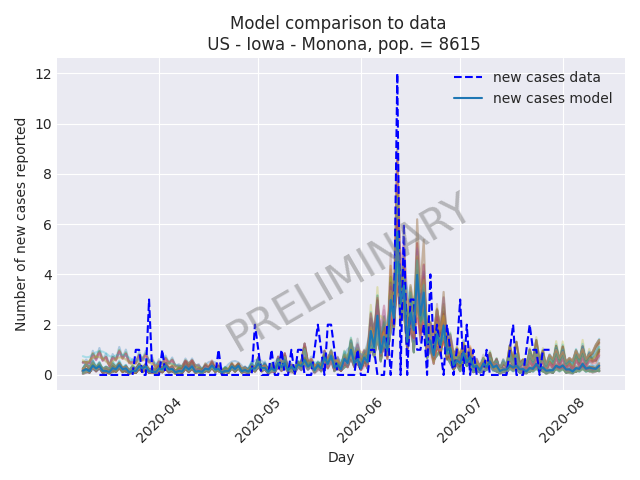 Model comparison to data
US - Iowa - Monona, pop. = 8615
new cases data
new cases model
Number of new cases reported
12
10
8
6
4
2
0
PRELIMINARY
2020-04
2020-05
2020-06
2020-07
2020-08
Day